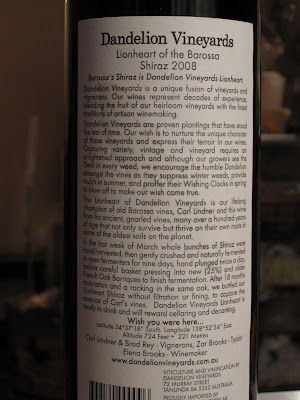 Dandelion Vineyards
Lionheart of the Barossa
Shiraz 2008
Barossa's Shiraz is Dandelion Vineyards Lionheart.
Dandelion Vineyards is a unique fusion of vineyards and
vignerons. Our wines represent decades of experience,
blending the fruit of our heirloom vineyards with the finest
traditions of artisan winemaking.
Dandelion Vineyards are proven plantings that have stood
the test of time. Our wish is to nurture the unique character
of those vineyards and express their terroir in our wines.
Capturing variety, vintage and vineyard requires an
enlightened approach and although our growers see the
Devil in every weed, we encourage the humble Dandelion
amongst the vines as they suppress winter weeds, provide
mulch in summer, and proffer their Wishing Clocks in spring
to blow off to make our wish come true.
The Lionheart of Dandelion Vineyards is our lifelong
champion of old Barossa vines, Carl Lindner and this wine
from his ancient, gnarled vines, many over a hundred years
of age that not only survive but thrive on their own roots in
some of the oldest soils on the planet.
In the last week of March whole bunches of Shiraz were
hand harvested, then gently crushed and naturally fermented
in open fermenters for nine days, hand plunged twice a day
before careful basket pressing into new (25%) and older
French Oak Barriques to finish fermentation. After 18 months
maturation and a racking in the same oak, we bottled our
Lionheart Shiraz without filtration or fining, to capture the
essence of Carl's vines. Dandelion Vineyards Lionheart is
ready to drink and will reward cellaring and decanting.
Wish you were here...
Latitude 34°37'18" South, Longitude 138°52'34" East
Altitude 724 Feet = 221 Metres
Carl Lindner & Brad Rey - Vignerons, Zar Brooks - Typist
Elena Brooks - Winemaker
www.dandelionvineyards.com.au
VITICULTURE AND VINIFICATION BY
DANDELION VINEYARDS
72 MURRAY STREET
TANUNDA SA 5352 AUSTRALIA
PROUDLY IMPORTED BY